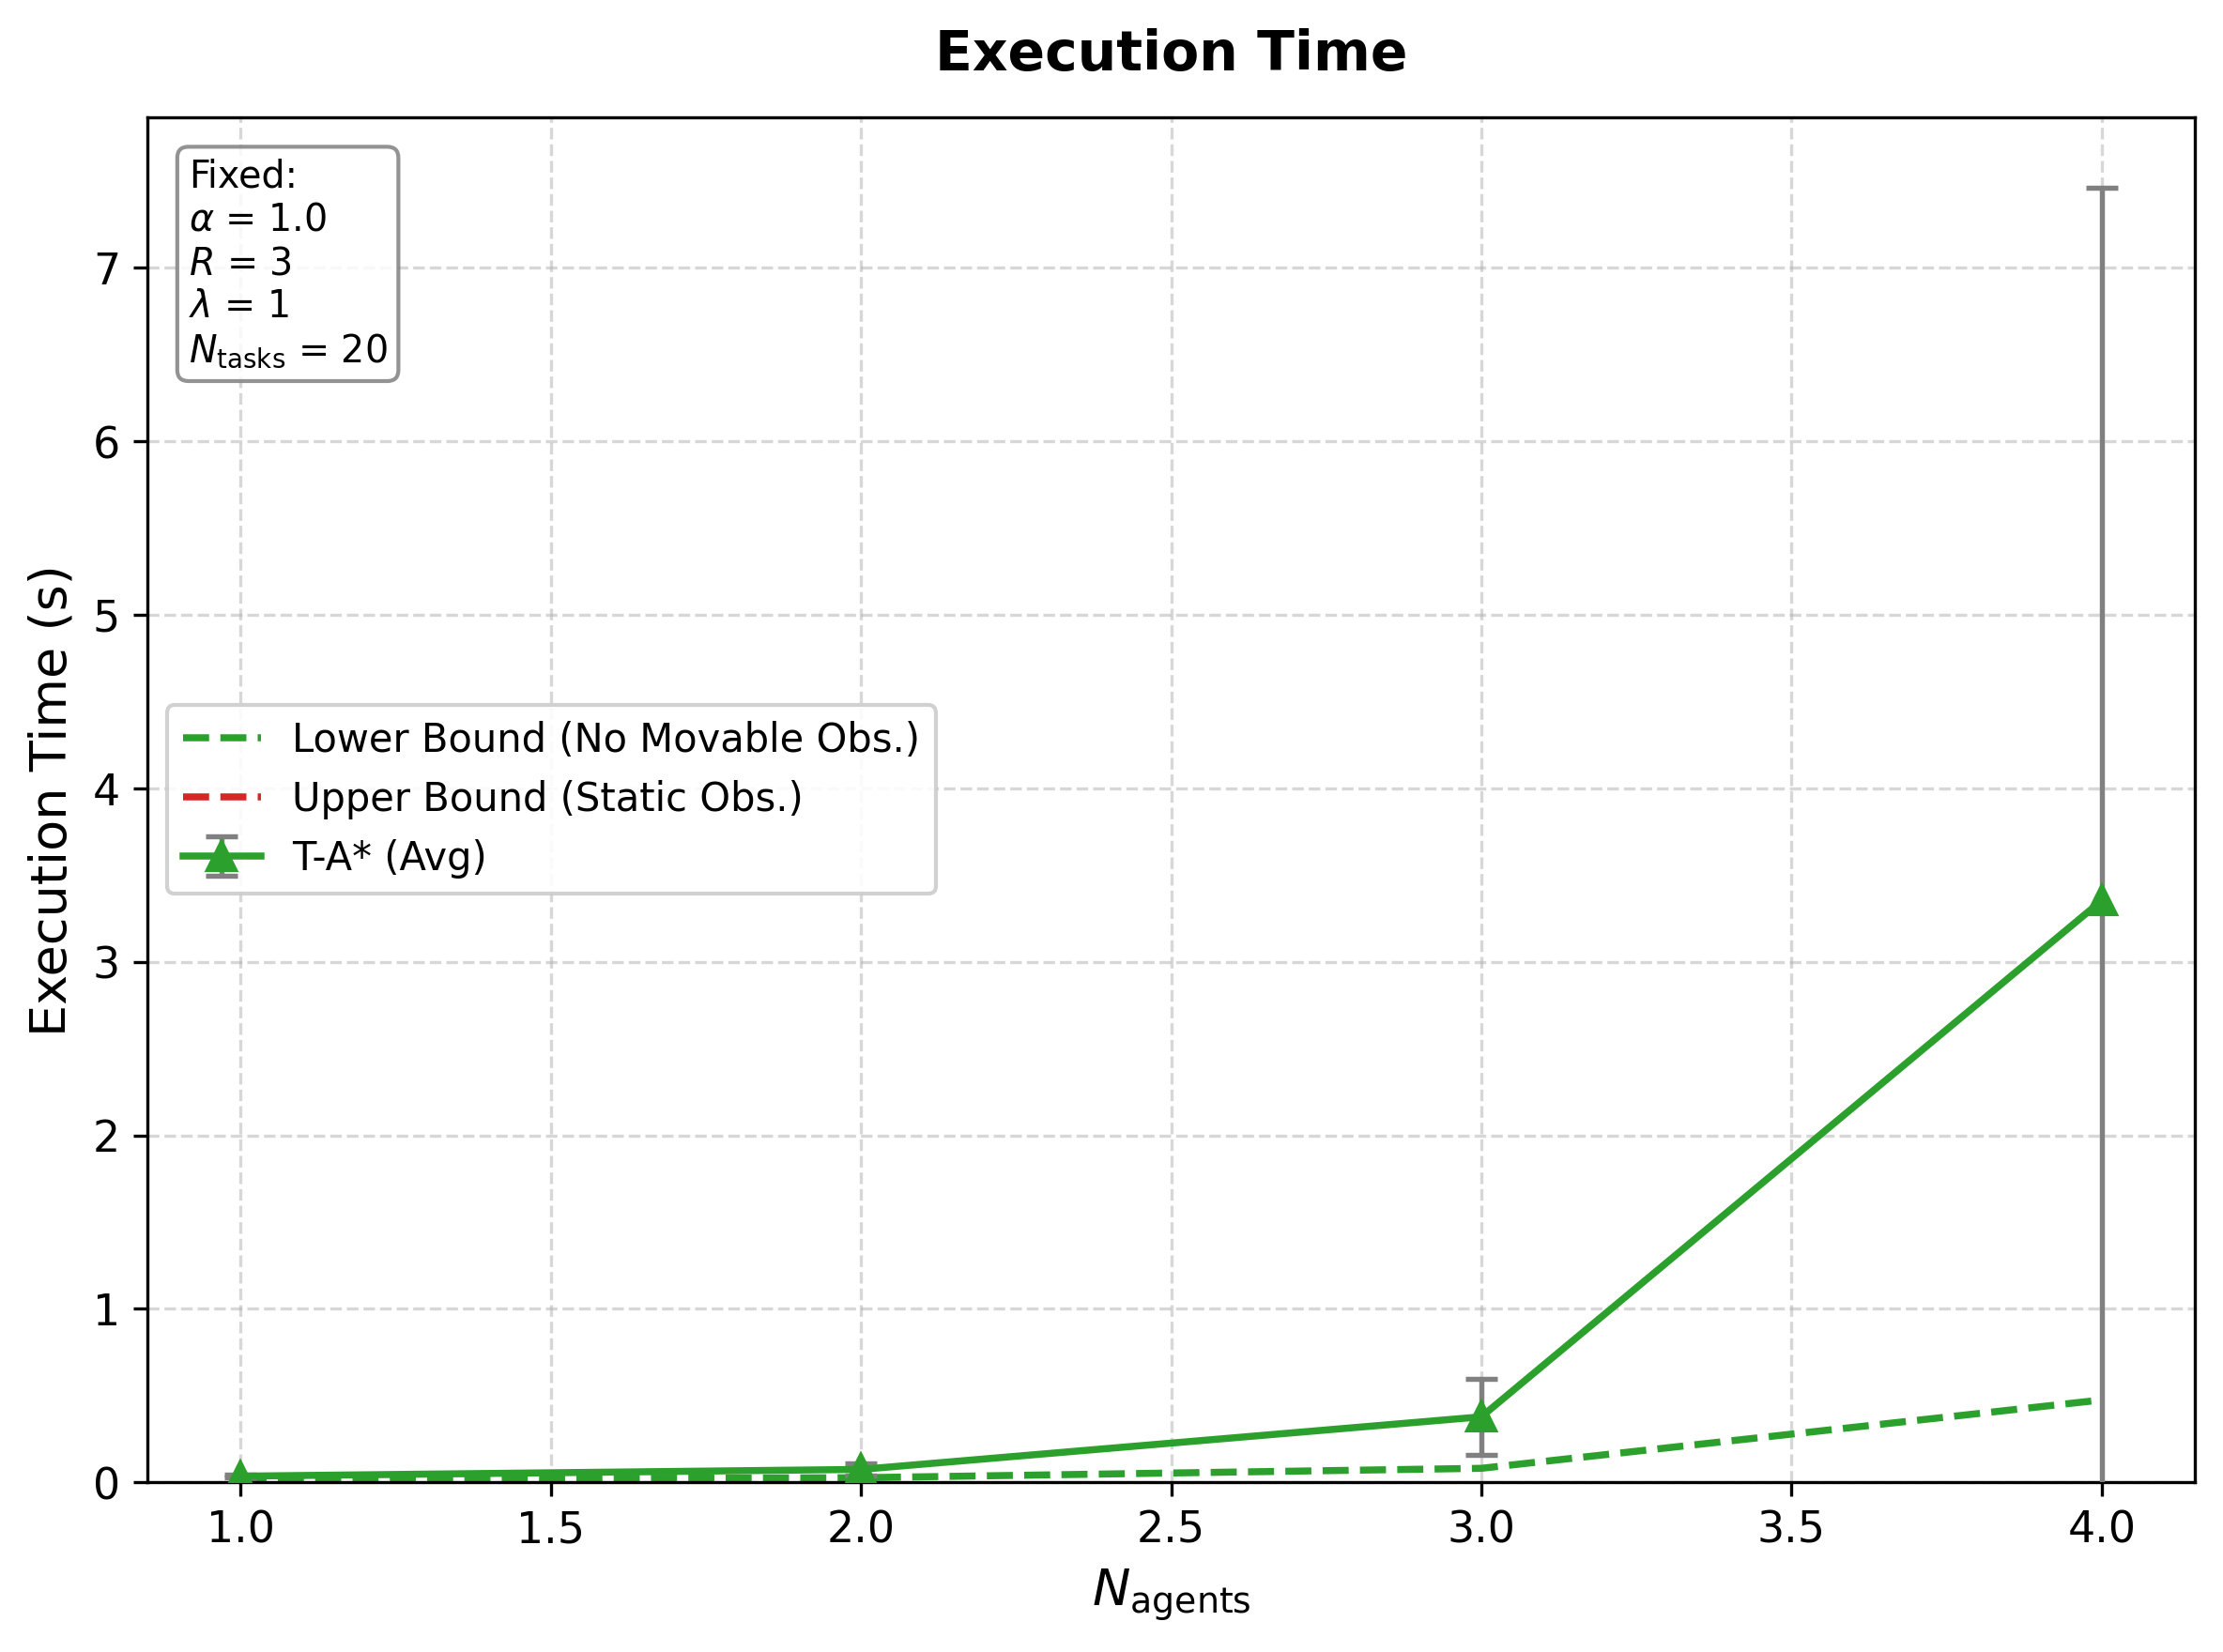 Execution Time
Fixed:
α = 1.0
R = 3
λ = 1
N_tasks = 20
Execution Time (s)
7
6
5
4
3
2
1
0
Lower Bound (No Movable Obs.)
Upper Bound (Static Obs.)
T-A* (Avg)
1.0 1.5 2.0 2.5 3.0 3.5 4.0
N_agents